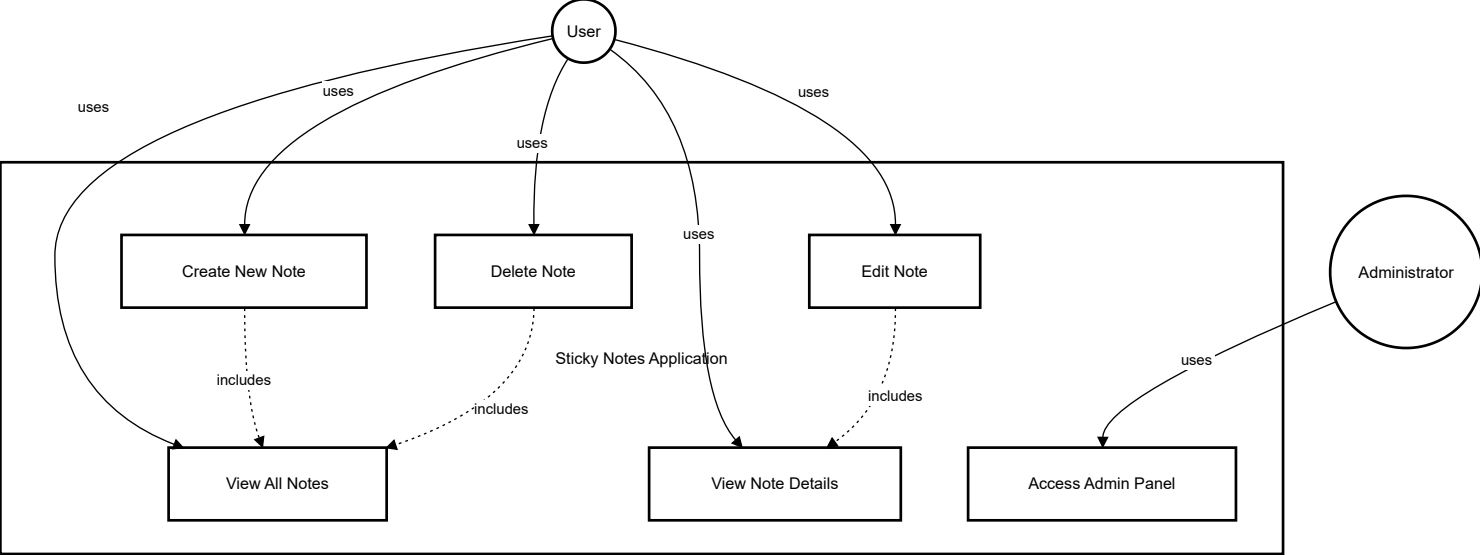 User
uses
uses
uses
uses
uses
Create New Note
Delete Note
Edit Note
Administrator
Sticky Notes Application
uses
includes
includes
includes
View All Notes
View Note Details
Access Admin Panel